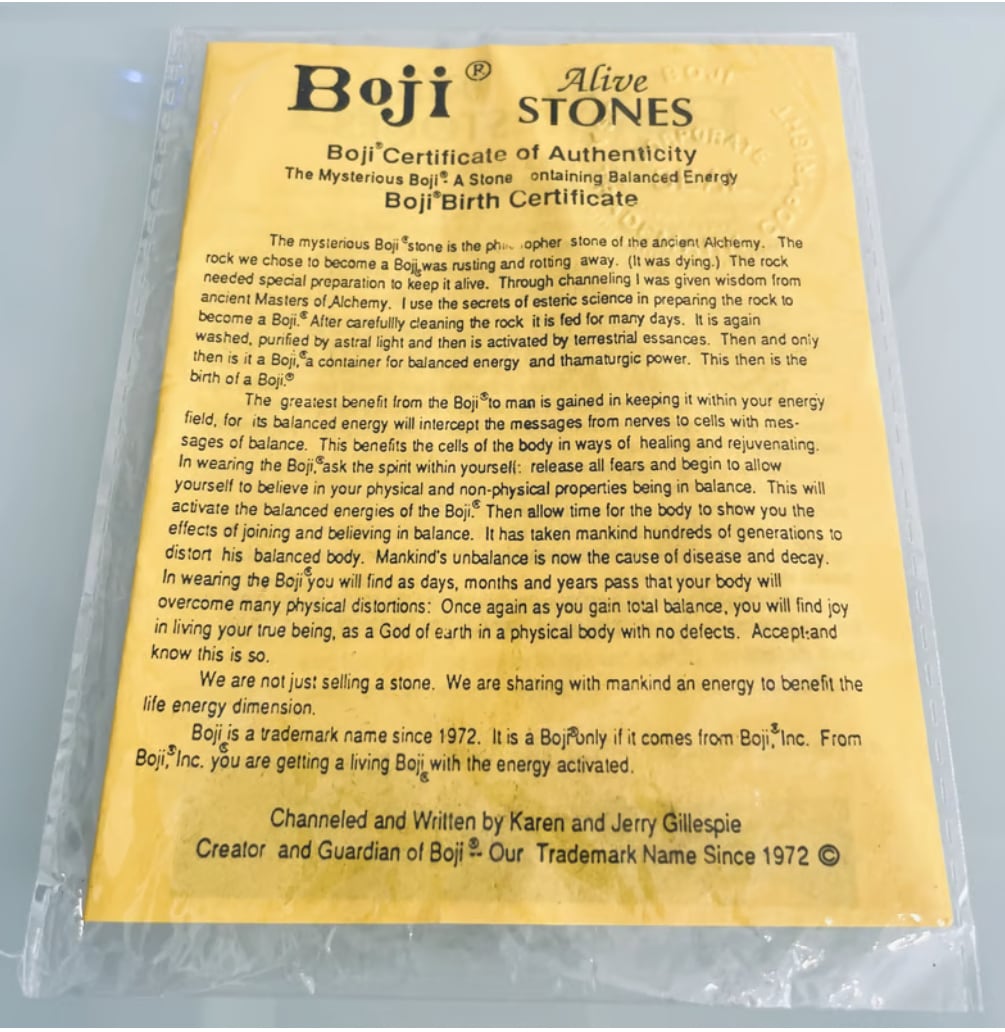 Boji® Alive STONES
Boji® Certificate of Authenticity
The Mysterious Boji® A Stone ontaining Balanced Energy
Boji® Birth Certificate
The mysterious Boji® stone is the opher stone of the ancient Alchemy. The
rock we chose to become a Boji® was rusting and rotting away. (It was dying.) The rock
needed special preparation to keep it alive. Through channeling I was given wisdom from
ancient Masters of Alchemy. I use the secrets of esteric science in preparing the rock to
become a Boji.® After carefullly cleaning the rock it is fed for many days. It is again
washed, purified by astral light and then is activated by terrestrial essances. Then and only
then is it a Boji,® a container for balanced energy and thamaturgic power. This then is the
birth of a Boji.®
The greatest benefit from the Boji® to man is gained in keeping it within your energy
field, for its balanced energy will intercept the messages from nerves to cells with mes-
sages of balance. This benefits the cells of the body in ways of healing and rejuvenating.
In wearing the Boji,® ask the spirit within yourself: release all fears and begin to allow
yourself to believe in your physical and non-physical properties being in balance. This will
activate the balanced energies of the Boji.® Then allow time for the body to show you the
effects of joining and believing in balance. It has taken mankind hundreds of generations to
distort his balanced body. Mankind's unbalance is now the cause of disease and decay.
In wearing the Boji® you will find as days, months and years pass that your body will
overcome many physical distortions: Once again as you gain total balance, you will find joy
in living your true being, as a God of earth in a physical body with no defects. Accept and
know this is so.
We are not just selling a stone. We are sharing with mankind an energy to benefit the
life energy dimension.
Boji® is a trademark name since 1972. It is a Boji® only if it comes from Boji,® Inc. From
Boji,® Inc. you are getting a living Boji® with the energy activated.
Channeled and Written by Karen and Jerry Gillespie
Creator and Guardian of Boji® - Our Trademark Name Since 1972 ©
BOJI
CORPORATE